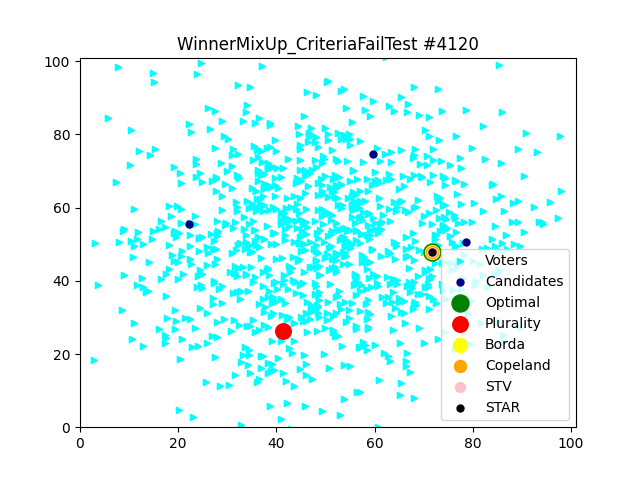 WinnerMixUp_CriteriaFailTest #4120
100
80
60
40
20
0
0 20 40 60 80 100
Voters
Candidates
Optimal
Plurality
Borda
Copeland
STV
STAR